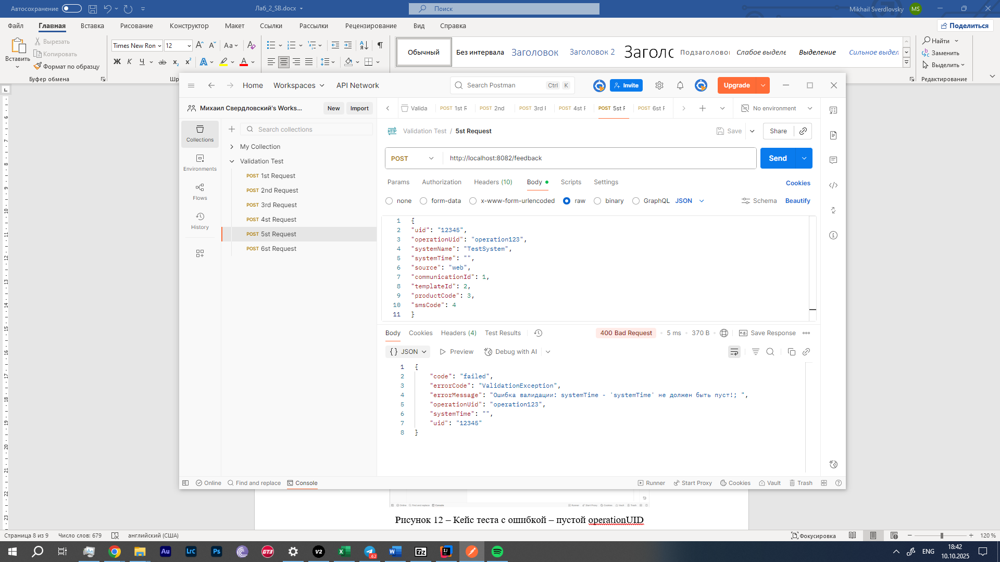 Автосохранение
Лаб_2_SB.docx
Поиск
Mikhail Sverdlovsky
MS
Файл
Главная
Вставка
Рисование
Конструктор
Макет
Ссылки
Рассылки
Рецензирование
Вид
Справка
Поделиться
Вставить
Вырезать
Копировать
Формат по образцу
Буфер обмена
Times New Ron
12
Обычный
Без интервала
Заголовок
Заголовок 2
Заголо
Подзаголово
Слабое выделе
Выделение
Сильное выдел
Найти
Заменить
Выделить
Редактирование
Home
Workspaces
API Network
Search Postman
Ctrl
K
Invite
Upgrade
Михаил Свердловский's Works...
New
Import
Valida
POST 1st R
POST 2nd
POST 3rd
POST 4st
POST 5st
POST 6st
No environment
Collections
Environments
Flows
History
Search collections
My Collection
Validation Test
POST 1st Request
POST 2nd Request
POST 3rd Request
POST 4st Request
POST 5st Request
POST 6st Request
HTTP Validation Test / 5st Request
Save
Share
POST
http://localhost:8082/feedback
Send
Params
Authorization
Headers (10)
Body
Scripts
Settings
Cookies
none
form-data
x-www-form-urlencoded
raw
binary
GraphQL
JSON
Schema
Beautify
1 {
2 "uid": "12345",
3 "operationUid": "operation123",
4 "systemName": "TestSystem",
5 "systemTime": "",
6 "source": "web",
7 "communicationId": 1,
8 "templateId": 2,
9 "productCode": 3,
10 "smsCode": 4
11 }
Body
Cookies
Headers (4)
Test Results
400 Bad Request
5 ms
370 B
Save Response
{} JSON
Preview
Debug with AI
1 {
2 "code": "failed",
3 "errorCode": "ValidationException",
4 "errorMessage": "Ошибка валидации: systemTime - 'systemTime' не должен быть пуст!; ",
5 "operationUid": "operation123",
6 "systemTime": "",
7 "uid": "12345"
8 }
Online
Find and replace
Console
Runner
Start Proxy
Cookies
Vault
Trash
Рисунок 12 – Кейс теста с ошибкой – пустой operationUID
Страница 8 из 9
Число слов: 679
английский (США)
Фокусировка
120 %
ENG
18:42
10.10.2025